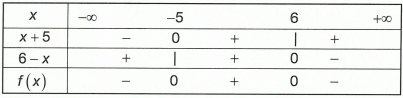 x −∞ −5 6 +∞
x + 5 − 0 + | +
6 − x + | + 0 −
f(x) − 0 + 0 −